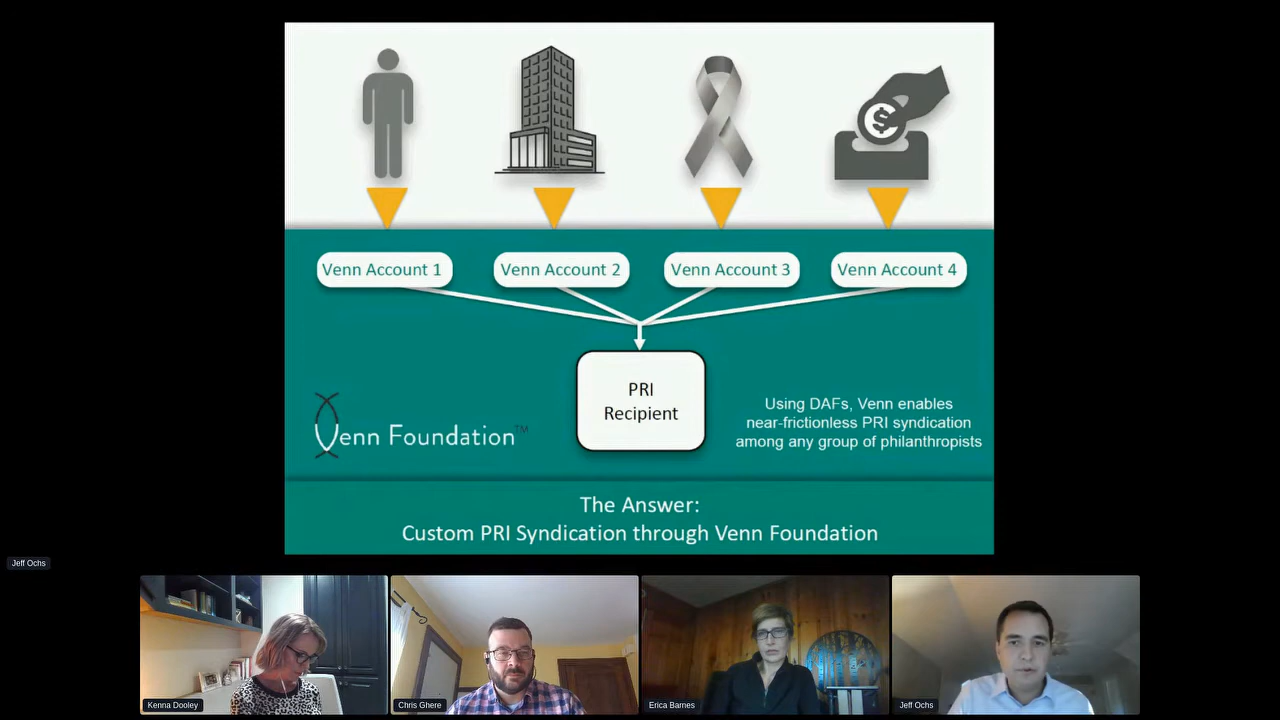 Venn Account 1
Venn Account 2
Venn Account 3
Venn Account 4
PRI
Recipient
Venn Foundation™
Using DAFs, Venn enables
near-frictionless PRI syndication
among any group of philanthropists
The Answer:
Custom PRI Syndication through Venn Foundation
Jeff Ochs
Kenna Dooley
Chris Ghere
Erica Barnes
Jeff Ochs